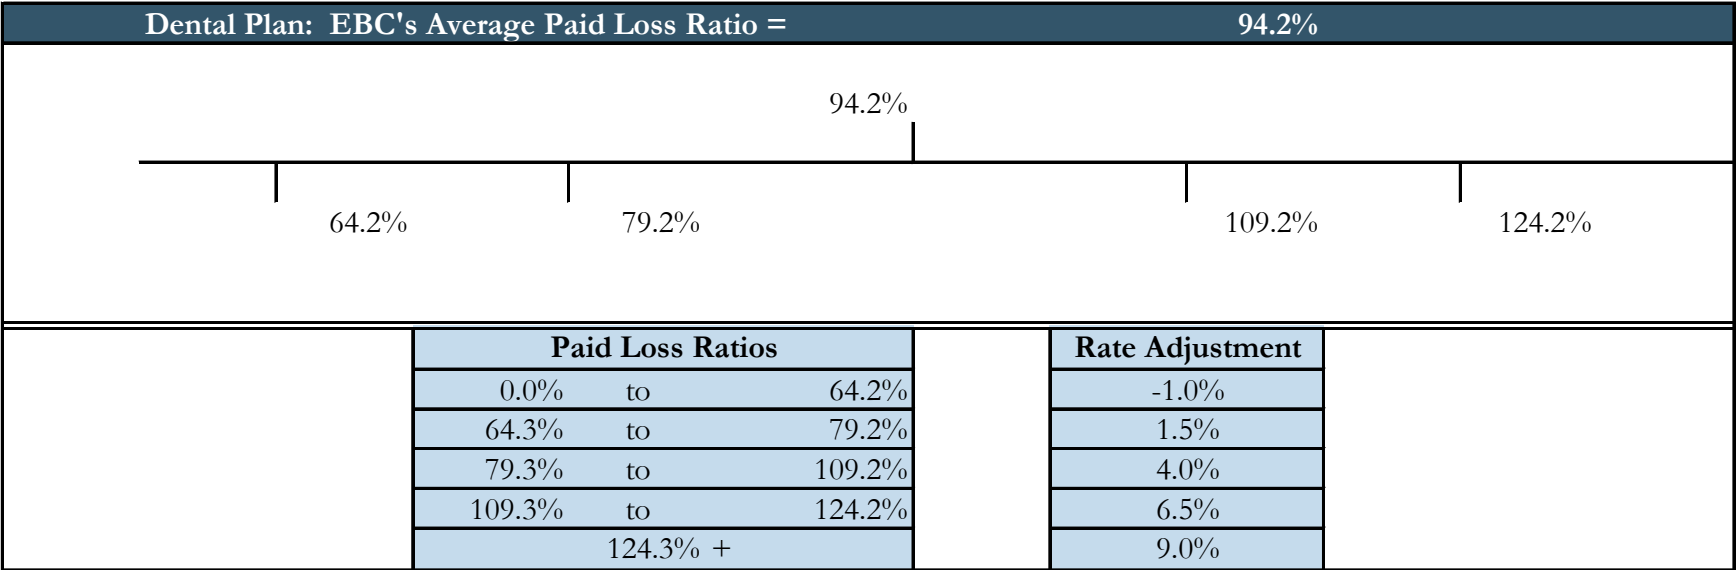 Dental Plan: EBC's Average Paid Loss Ratio = 94.2%
94.2%
64.2% 79.2% 109.2% 124.2%
Paid Loss Ratios Rate Adjustment
0.0% to 64.2% -1.0%
64.3% to 79.2% 1.5%
79.3% to 109.2% 4.0%
109.3% to 124.2% 6.5%
124.3% + 9.0%